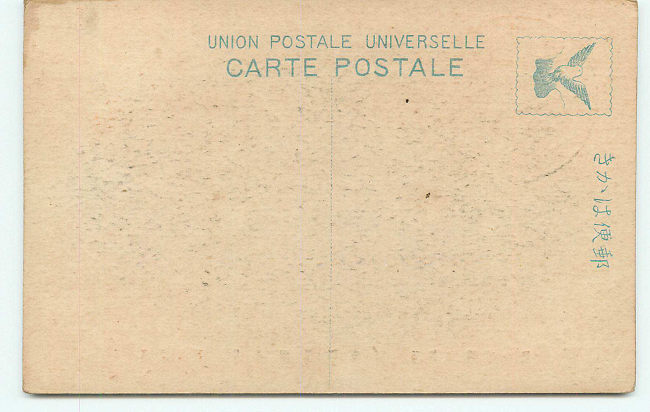 UNION POSTALE UNIVERSELLE
CARTE POSTALE
郵便はかき